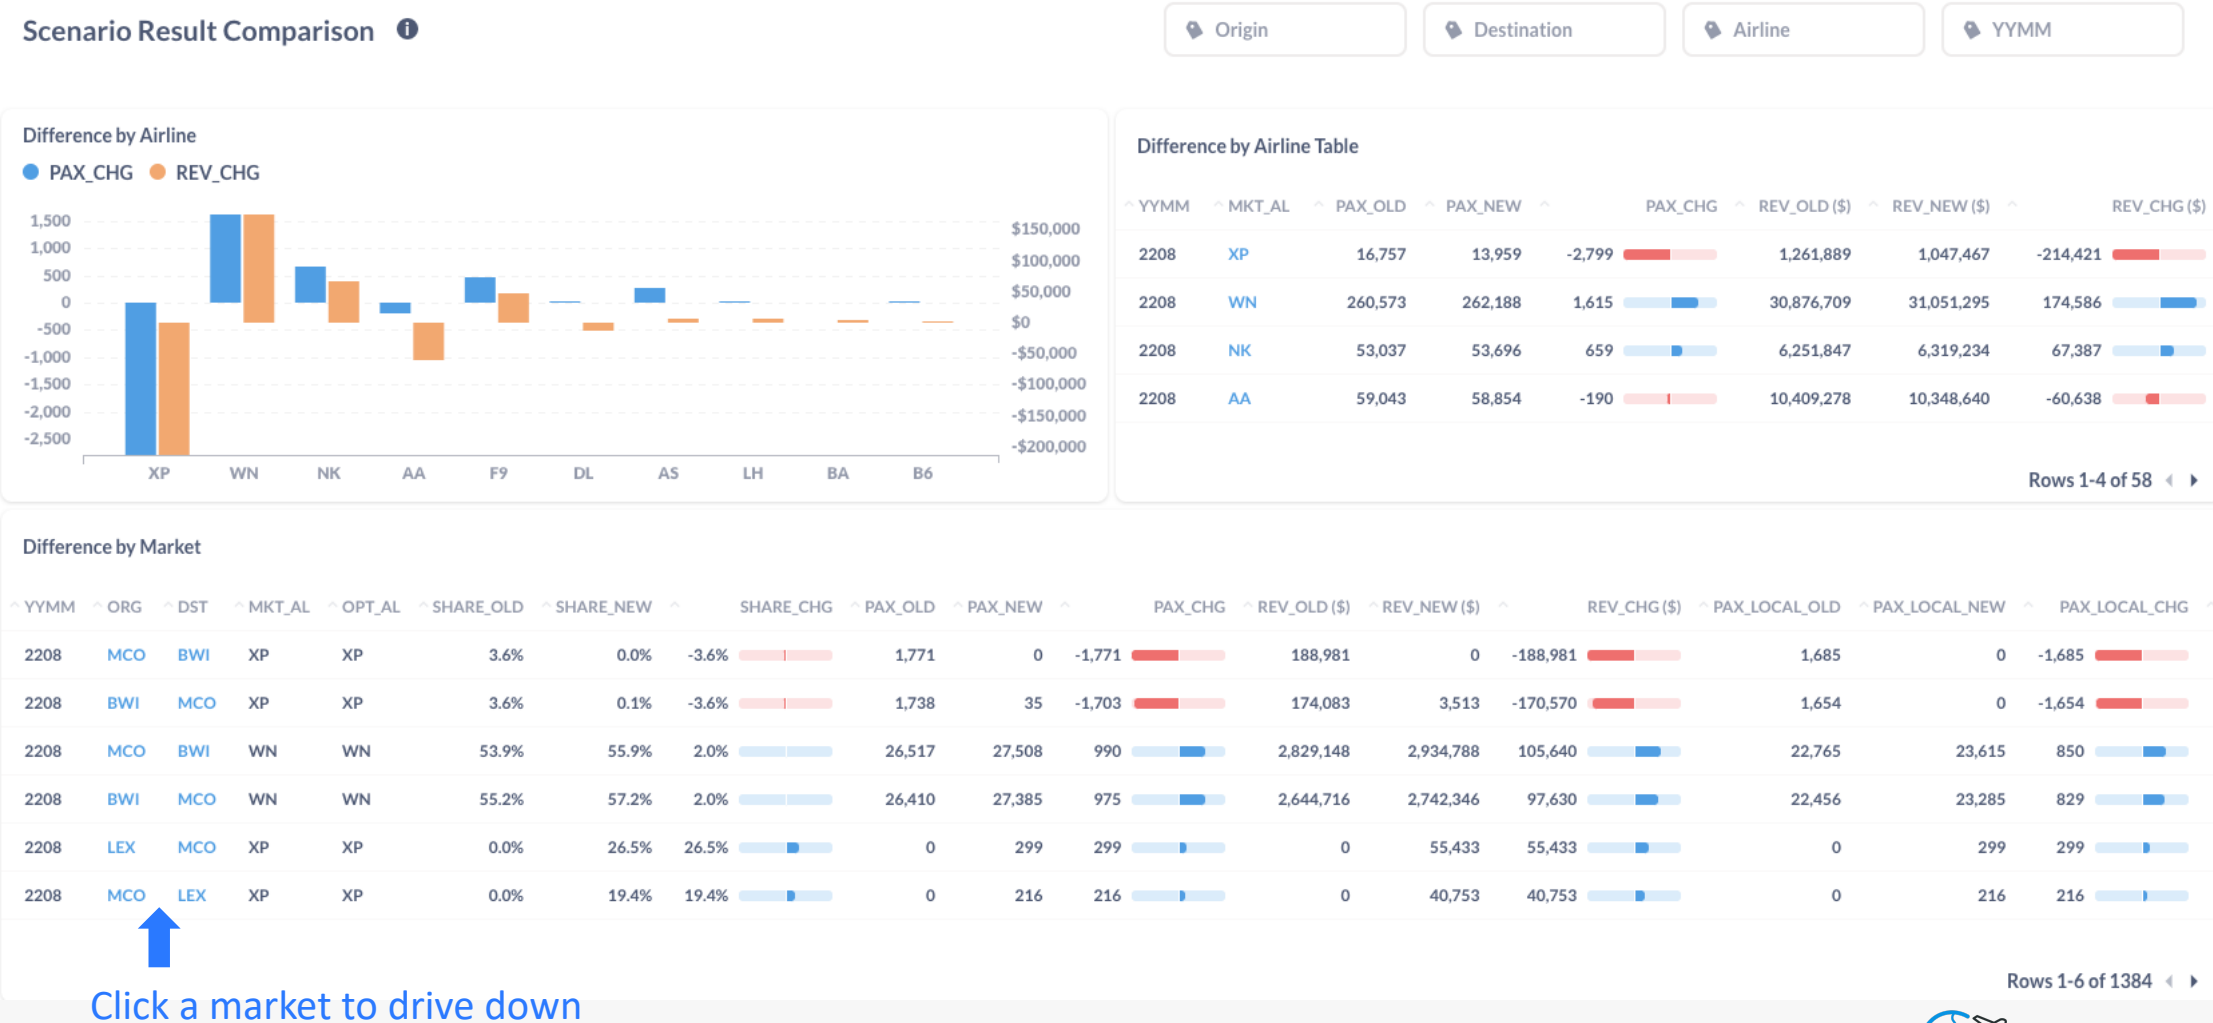 Scenario Result Comparison
Origin
Destination
Airline
YYMM
Difference by Airline
PAX_CHG REV_CHG
1,500
1,000
500
0
-500
-1,000
-1,500
-2,000
-2,500
$150,000
$100,000
$50,000
$0
-$50,000
-$100,000
-$150,000
-$200,000
XP WN NK AA F9 DL AS LH BA B6
Difference by Airline Table
YYMM MKT_AL PAX_OLD PAX_NEW PAX_CHG REV_OLD ($) REV_NEW ($) REV_CHG ($)
2208 XP 16,757 13,959 -2,799 1,261,889 1,047,467 -214,421
2208 WN 260,573 262,188 1,615 30,876,709 31,051,295 174,586
2208 NK 53,037 53,696 659 6,251,847 6,319,234 67,387
2208 AA 59,043 58,854 -190 10,409,278 10,348,640 -60,638
Rows 1-4 of 58
Difference by Market
YYMM ORG DST MKT_AL OPT_AL SHARE_OLD SHARE_NEW SHARE_CHG PAX_OLD PAX_NEW PAX_CHG REV_OLD ($) REV_NEW ($) REV_CHG ($) PAX_LOCAL_OLD PAX_LOCAL_NEW PAX_LOCAL_CHG
2208 MCO BWI XP XP 3.6% 0.0% -3.6% 1,771 0 -1,771 188,981 0 -188,981 1,685 0 -1,685
2208 BWI MCO XP XP 3.6% 0.1% -3.6% 1,738 35 -1,703 174,083 3,513 -170,570 1,654 0 -1,654
2208 MCO BWI WN WN 53.9% 55.9% 2.0% 26,517 27,508 990 2,829,148 2,934,788 105,640 22,765 23,615 850
2208 BWI MCO WN WN 55.2% 57.2% 2.0% 26,410 27,385 975 2,644,716 2,742,346 97,630 22,456 23,285 829
2208 LEX MCO XP XP 0.0% 26.5% 26.5% 0 299 299 0 55,433 55,433 0 299 299
2208 MCO LEX XP XP 0.0% 19.4% 19.4% 0 216 216 0 40,753 40,753 0 216 216
Rows 1-6 of 1384
Click a market to drive down